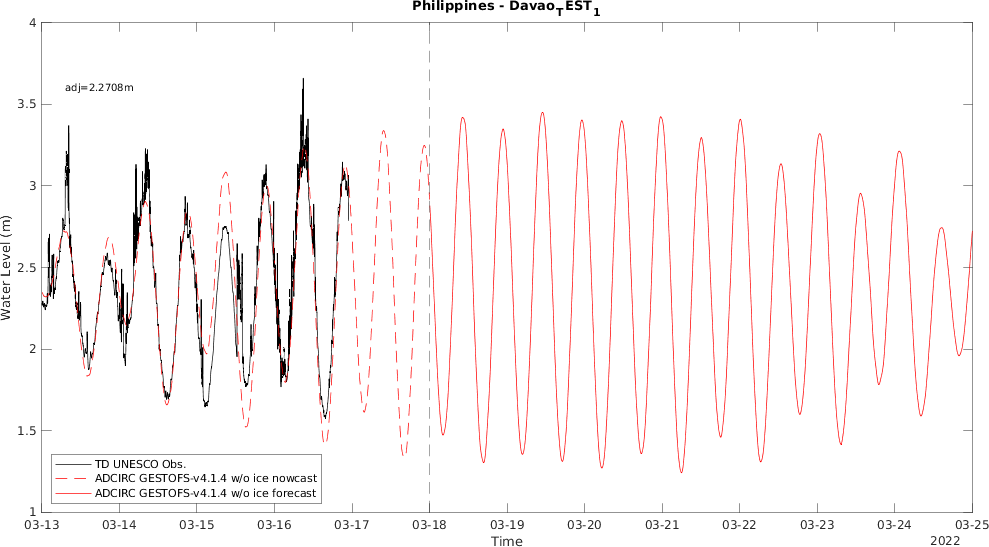 Philippines - Davao_TEST_1
4
3.5
3
2.5
2
1.5
1
Water Level (m)
adj=2.2708m
TD UNESCO Obs.
ADCIRC GESTOFS-v4.1.4 w/o ice nowcast
ADCIRC GESTOFS-v4.1.4 w/o ice forecast
03-13 03-14 03-15 03-16 03-17 03-18 03-19 03-20 03-21 03-22 03-23 03-24 03-25
Time
2022